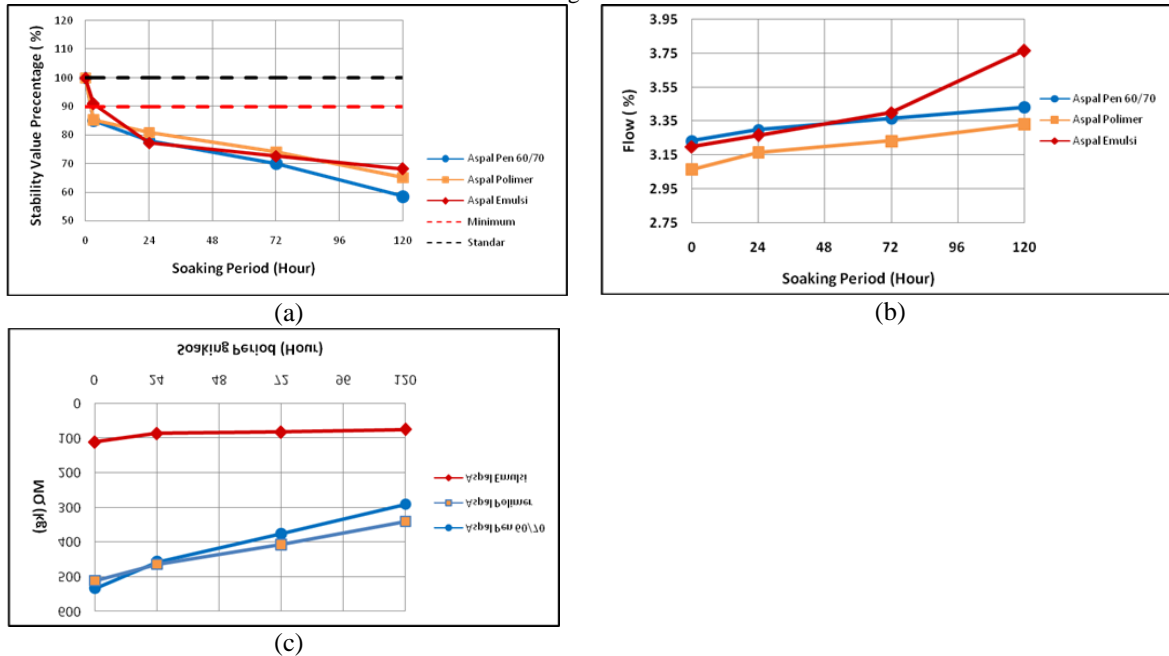 120
110
100
90
80
70
60
50
Stability Value Precentage ( %)
0 24 48 72 96 120
Soaking Period (Hour)
Aspal Pen 60/70
Aspal Polimer
Aspal Emulsi
Minimum
Standar
(a)
3.95
3.75
3.55
3.35
3.15
2.95
2.75
Flow ( %)
0 24 48 72 96 120
Soaking Period (Hour)
Aspal Pen 60/70
Aspal Polimer
Aspal Emulsi
(b)
Soaking Period (Hour)
0 24 48 72 96 120
0
100
200
300
400
500
600
MQ (kg)
Aspal Emulsi
Aspal Polimer
Aspal Pen 60/70
(c)